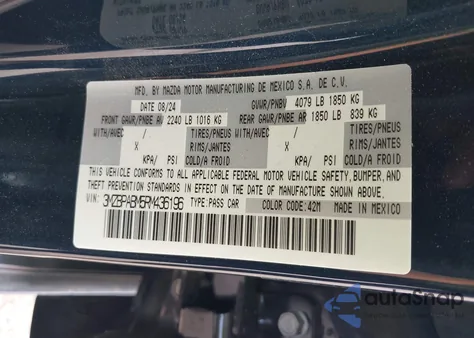 MFD. BY MAZDA MOTOR MANUFACTURING DE MEXICO S.A. DE C.V.
DATE 08/24 GVWR/PNBV 4079 LB 1850 KG
FRONT GAWR/PNBE AV 2240 LB 1016 KG REAR GAWR/PNBE AR 1850 LB 839 KG
WITH/AVEC / TIRES/PNEUS WITH/AVEC / TIRES/PNEUS
X RIMS/JANTES X RIMS/JANTES
KPA/ PSI COLD/A FROID KPA/ PSI COLD/A FROID
THIS VEHICLE CONFORMS TO ALL APPLICABLE FEDERAL MOTOR VEHICLE SAFETY, BUMPER, AND
THEFT PREVENTION STANDARDS IN EFFECT ON THE DATE OF MANUFACTURE SHOWN ABOVE.
VIN: 3MZBPABM5RM436196 TYPE:PASS CAR COLOR CODE:42M MADE IN MEXICO
autoSnap